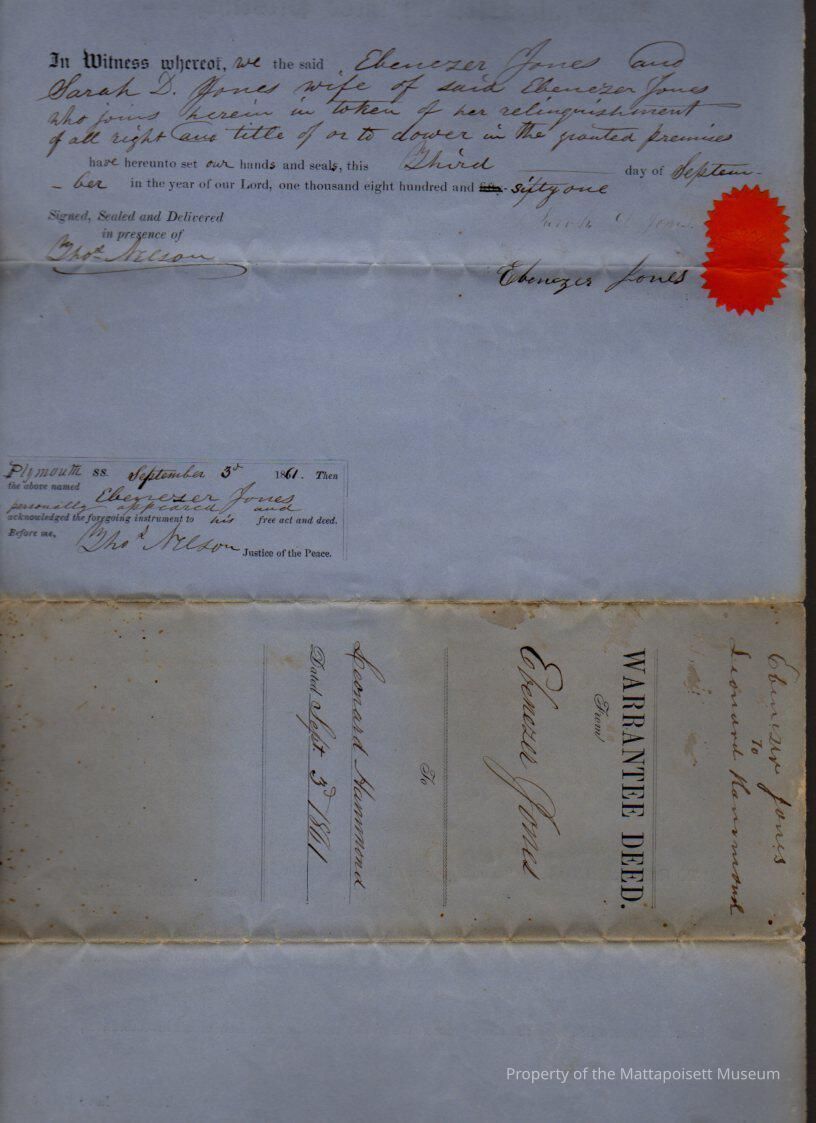 In Witness whereof, we the said Ebenezer Jones and
Sarah D. Jones wife of said Ebenezer Jones
who joins herein in token of her relinquishment
of all right and title of or to dower in the granted premises
have hereunto set our hands and seals, this Third day of Septem-
-ber in the year of our Lord, one thousand eight hundred and fifty sixty one
Signed, Sealed and Delivered
in presence of
Thos. Nelson
Sarah D Jones
Ebenezer Jones
Plymouth ss. September 3d 1861. Then
the above named Ebenezer Jones
personally appeared and
acknowledged the foregoing instrument to his free act and deed.
Before me, Thos. Nelson Justice of the Peace.
Ebenezer Jones
To
Leonard Hammond
WARRANTEE DEED.
From
Ebenezer Jones
To
Leonard Hammond
Dated Sept 3d 1861
Property of the Mattapoisett Museum